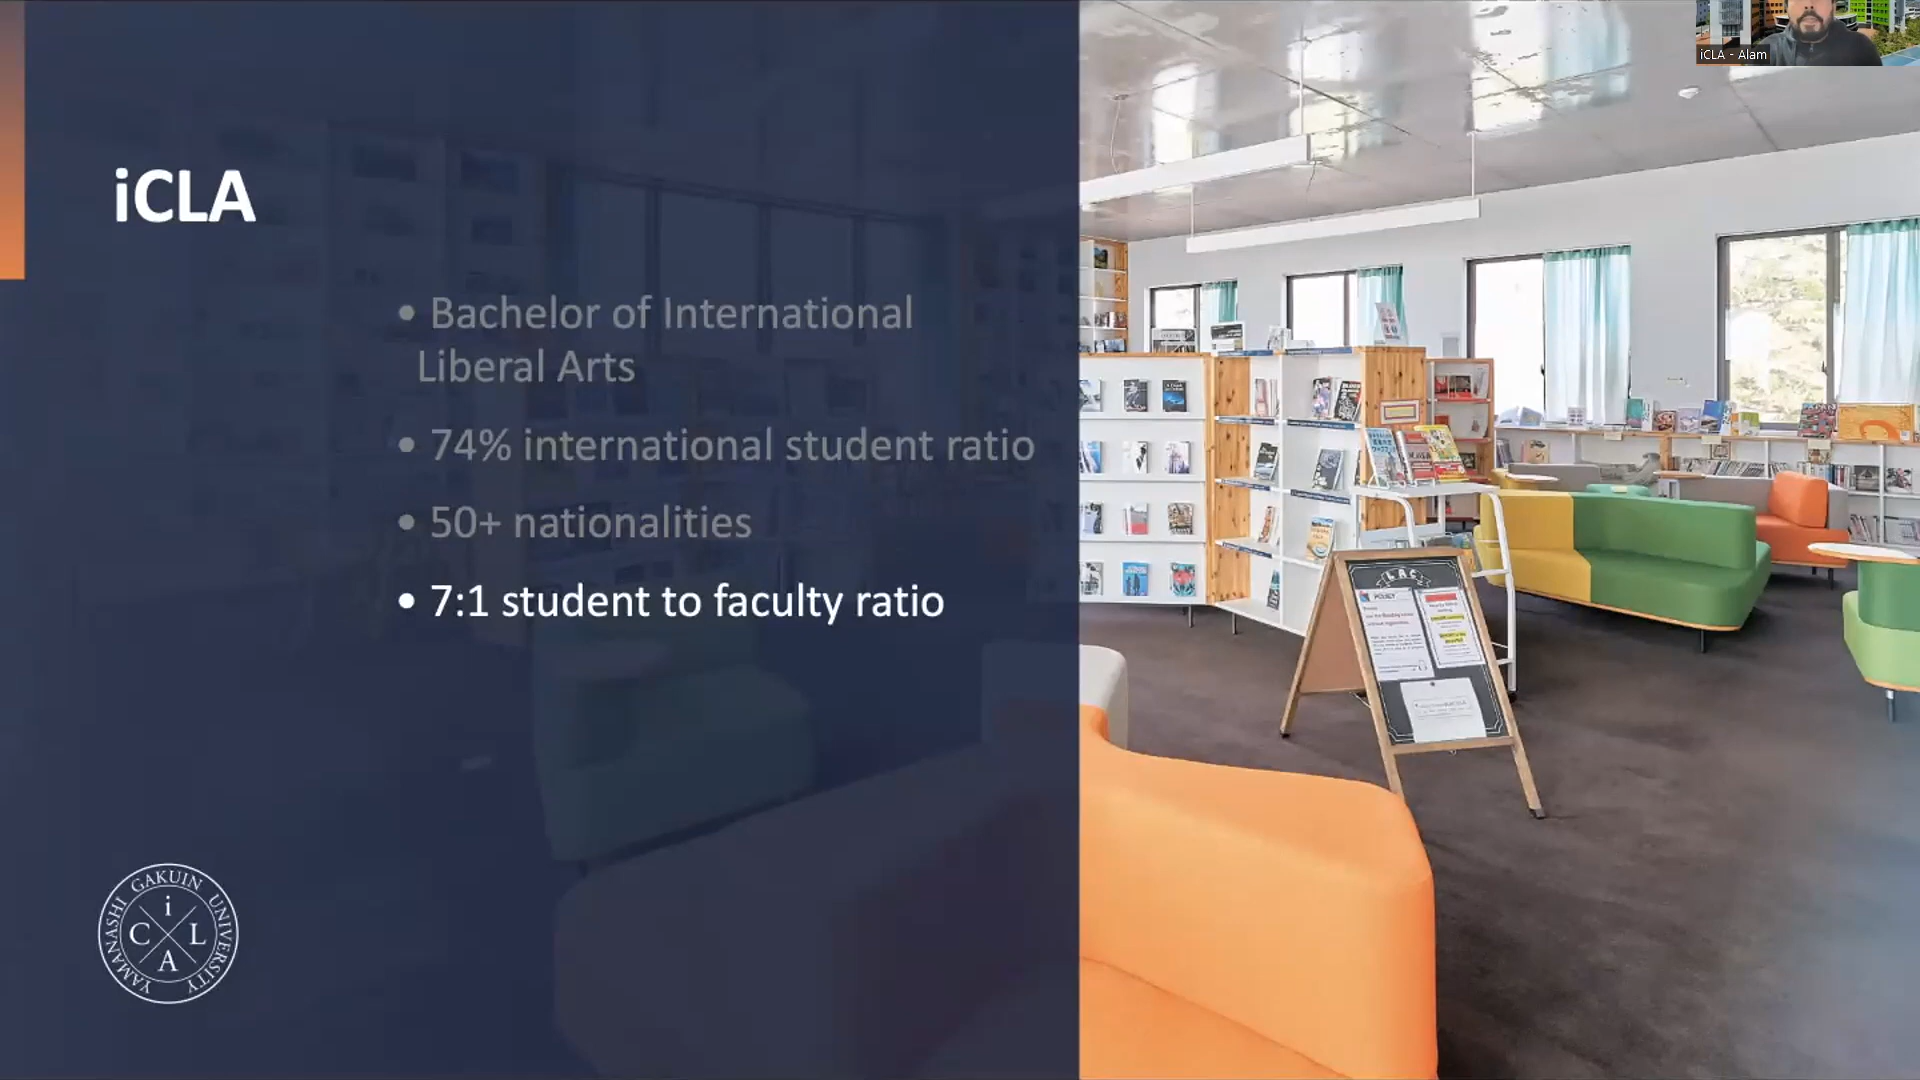 iCLA - Alam
iCLA
• Bachelor of International
Liberal Arts
• 74% international student ratio
• 50+ nationalities
• 7:1 student to faculty ratio
YAMANASHI GAKUIN UNIVERSITY
i
C L
A
LAC
POLICY